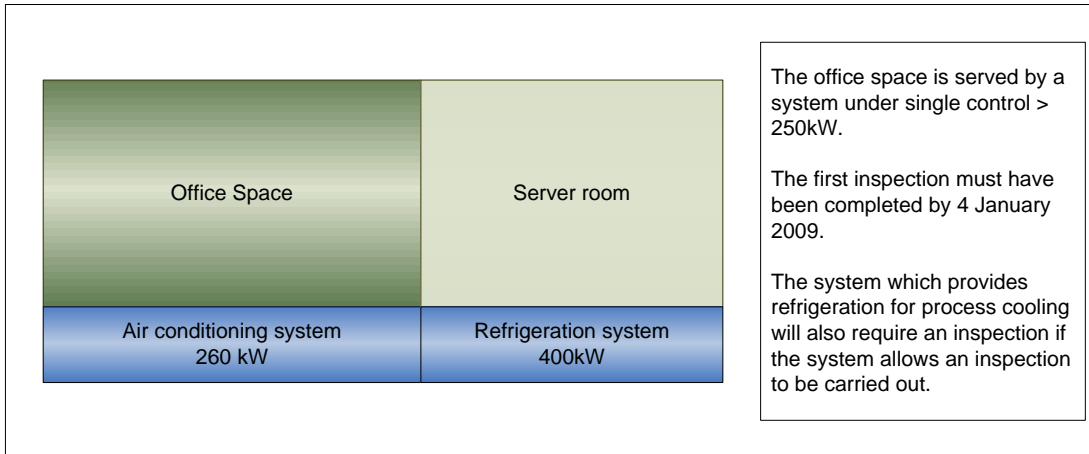 Office Space
Server room
Air conditioning system
260 kW
Refrigeration system
400kW
The office space is served by a
system under single control >
250kW.
The first inspection must have
been completed by 4 January
2009.
The system which provides
refrigeration for process cooling
will also require an inspection if
the system allows an inspection
to be carried out.